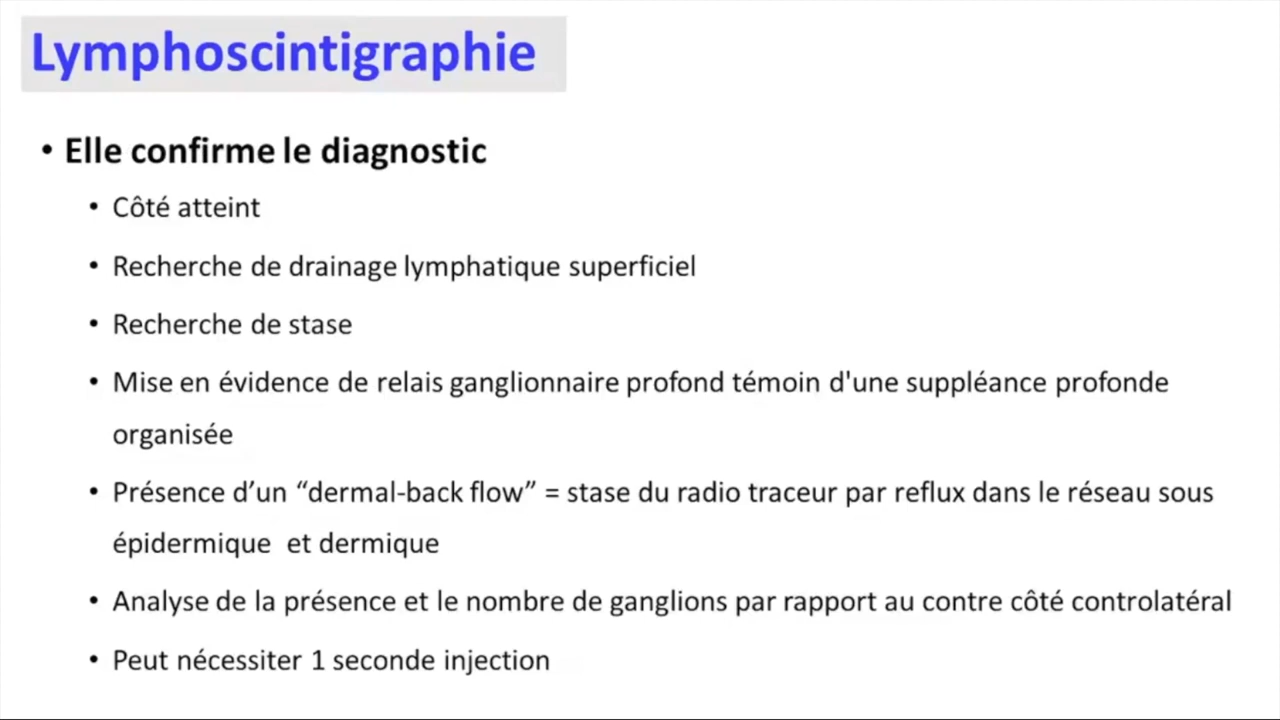 Lymphoscintigraphie
• Elle confirme le diagnostic
• Côté atteint
• Recherche de drainage lymphatique superficiel
• Recherche de stase
• Mise en évidence de relais ganglionnaire profond témoin d'une suppléance profonde
organisée
• Présence d’un “dermal-back flow” = stase du radio traceur par reflux dans le réseau sous
épidermique et dermique
• Analyse de la présence et le nombre de ganglions par rapport au contre côté controlatéral
• Peut nécessiter 1 seconde injection